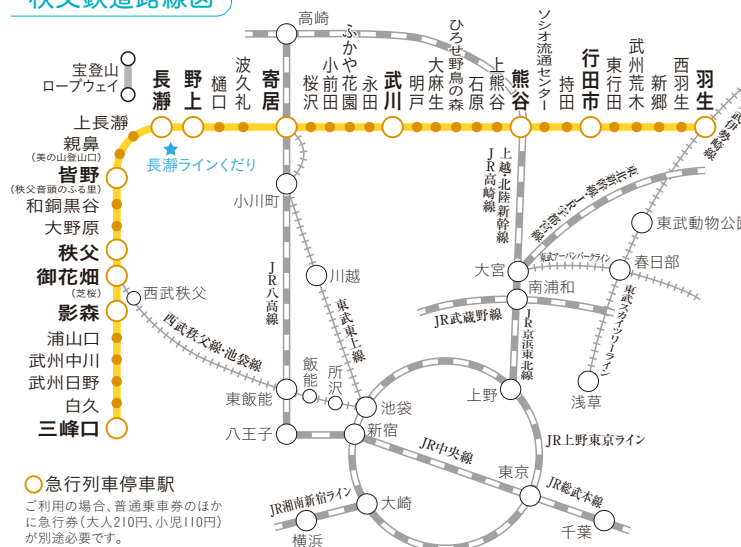 秩父鉄道路線図
高崎
宝登山
ロープウェイ
長瀞
野上
樋口
波久礼
寄居
桜沢
小前田
ふかや花園
永田
武川
明戸
大麻生
ひろせ野鳥の森
石原
上熊谷
熊谷
ソシオ流通センター
持田
行田市
東行田
武州荒木
新郷
西羽生
羽生
上長瀞
親鼻
(美の山登山口)
皆野
(秩父音頭のふる里)
和銅黒谷
大野原
秩父
御花畑
(芝桜)
影森
浦山口
武州中川
武州日野
白久
三峰口
長瀞ラインくだり
小川町
西武秩父
西武秩父線・池袋線
JR八高線
川越
東武東上線
飯能
所沢
東飯能
池袋
八王子
新宿
上越・北陸新幹線
JR高崎線
東北新幹線
JR宇都宮線
東武伊勢崎線
東武動物公園
東武アーバンパークライン
大宮
春日部
南浦和
JR武蔵野線
JR京浜東北線
東武スカイツリーライン
上野
浅草
JR中央線
JR上野東京ライン
東京
JR総武本線
JR湘南新宿ライン
大崎
横浜
千葉
急行列車停車駅
ご利用の場合、普通乗車券のほか
に急行券(大人210円、小児110円)
が別途必要です。